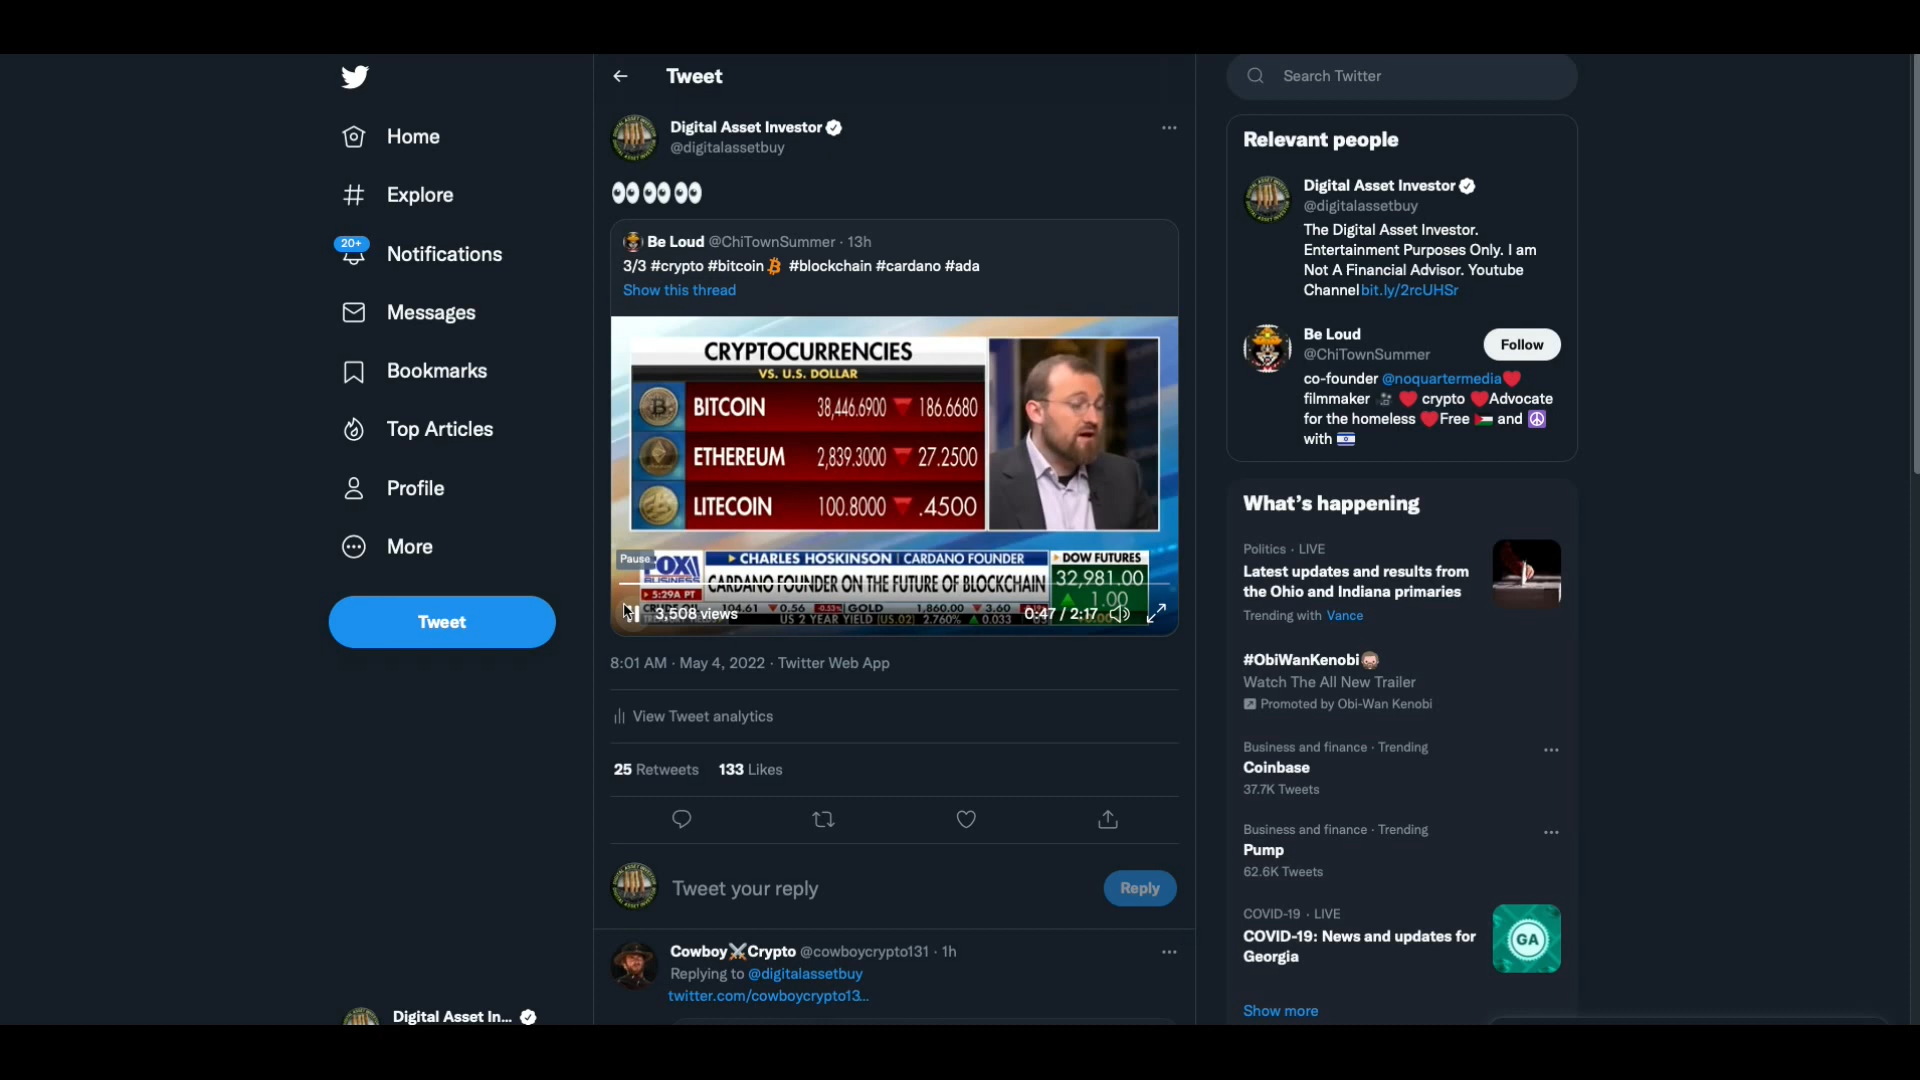 Home
Explore
20+
Notifications
Messages
Bookmarks
Top Articles
Profile
More
Tweet
Digital Asset In...
Tweet
Digital Asset Investor
@digitalassetbuy
👀👀👀
Be Loud @ChiTownSummer · 13h
3/3 #crypto #bitcoin #blockchain #cardano #ada
Show this thread
CRYPTOCURRENCIES
VS. U.S. DOLLAR
BITCOIN 38,446.6900 ▼ 186.6680
ETHEREUM 2,839.3000 ▼ 27.2500
LITECOIN 100.8000 ▼ .4500
Pause
FOX
BUSINESS
5:29A PT
CHARLES HOSKINSON | CARDANO FOUNDER
CARDANO FOUNDER ON THE FUTURE OF BLOCKCHAIN
DOW FUTURES
32,981.00
▲ 1.00
104.61 ▼0.56 -0.53% GOLD 1,860.00 ▼3.60
US 2 YEAR YIELD (US.02) 2.760% ▲0.033
3,508 views
0:47 / 2:17
8:01 AM · May 4, 2022 · Twitter Web App
View Tweet analytics
25 Retweets 133 Likes
Tweet your reply
Reply
Cowboy⚔Crypto @cowboycrypto131 · 1h
Replying to @digitalassetbuy
twitter.com/cowboycrypto13...
Search Twitter
Relevant people
Digital Asset Investor
@digitalassetbuy
The Digital Asset Investor.
Entertainment Purposes Only. I am
Not A Financial Advisor. Youtube
Channel bit.ly/2rcUHSr
Be Loud
@ChiTownSummer
Follow
co-founder @noquartermedia❤️
filmmaker 🎥 ❤️ crypto ❤️Advocate
for the homeless ❤️Free 🇵🇸 and ☮️
with 🇮🇱
What's happening
Politics · LIVE
Latest updates and results from
the Ohio and Indiana primaries
Trending with Vance
#ObiWanKenobi
Watch The All New Trailer
Promoted by Obi-Wan Kenobi
Business and finance · Trending
Coinbase
37.7K Tweets
Business and finance · Trending
Pump
62.6K Tweets
COVID-19 · LIVE
COVID-19: News and updates for
Georgia
GA
Show more